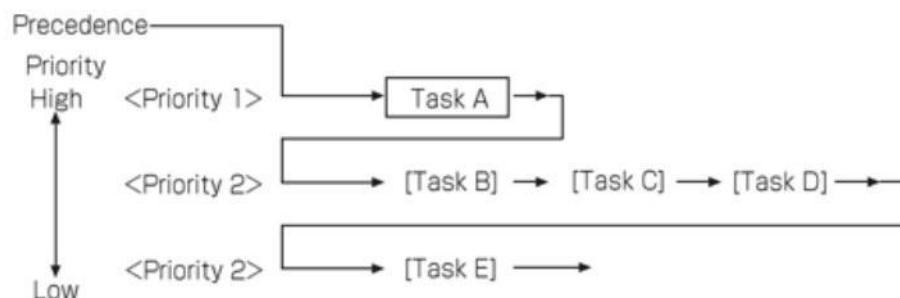 Precedence
Priority
High <Priority 1> Task A
<Priority 2> [Task B] [Task C] [Task D]
<Priority 2> [Task E]
Low